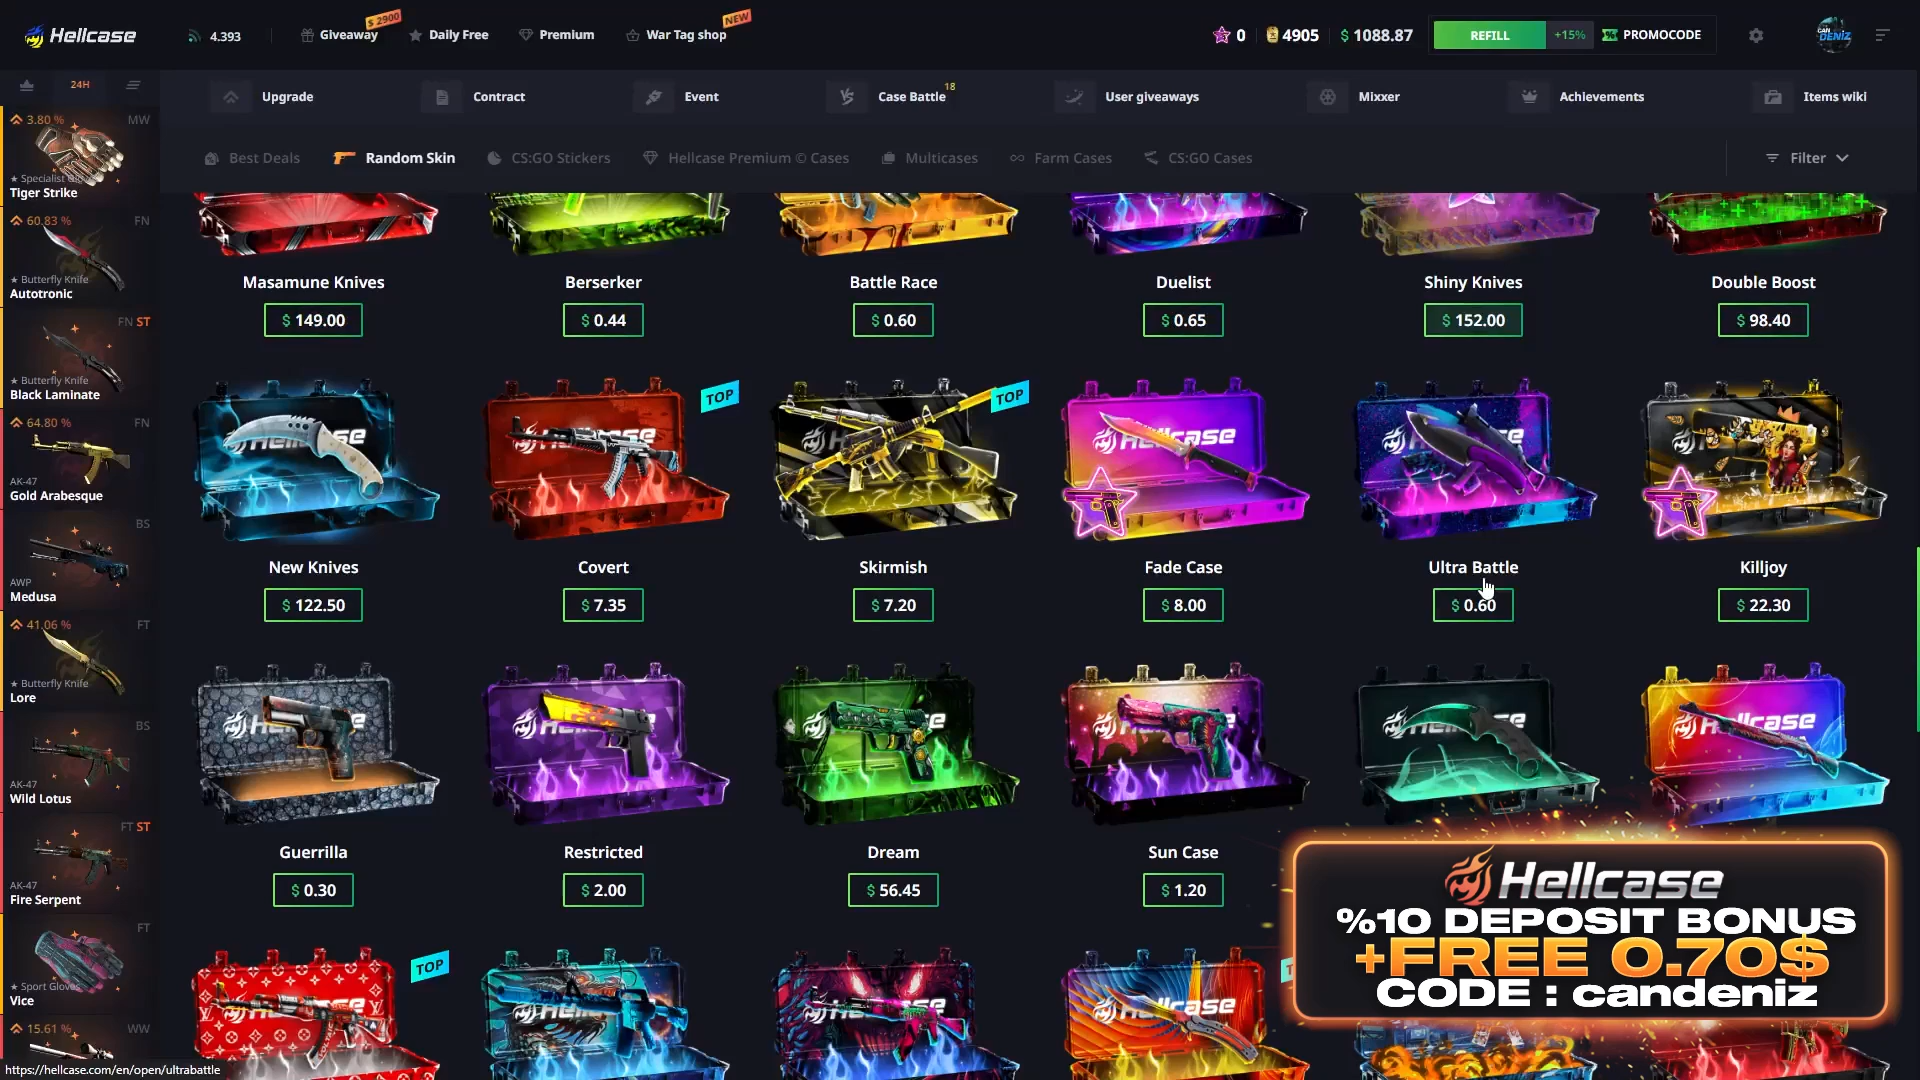 Hellcase
4.393
Giveaway
$ 2900
Daily Free
Premium
War Tag shop
NEW
0
4905
$ 1088.87
REFILL
+15%
PROMOCODE
CAN
DENIZ
24H
Upgrade
Contract
Event
Case Battle
18
User giveaways
Mixxer
Achievements
Items wiki
Best Deals
Random Skin
CS:GO Stickers
Hellcase Premium © Cases
Multicases
Farm Cases
CS:GO Cases
Filter
3.80 %
MW
Tiger Strike
60.83 %
FN
★ Butterfly Knife
Autotronic
FN ST
★ Butterfly Knife
Black Laminate
64.80 %
FN
AK-47
Gold Arabesque
BS
AWP
Medusa
41.06 %
FT
★ Butterfly Knife
Lore
BS
AK-47
Wild Lotus
FT ST
AK-47
Fire Serpent
FT
★ Sport Gloves
Vice
15.61 %
WW
Masamune Knives
Berserker
Battle Race
Duelist
Shiny Knives
Double Boost
$ 149.00
$ 0.44
$ 0.60
$ 0.65
$ 152.00
$ 98.40
TOP
TOP
New Knives
Covert
Skirmish
Fade Case
Ultra Battle
Killjoy
$ 122.50
$ 7.35
$ 7.20
$ 8.00
$ 0.60
$ 22.30
Guerrilla
Restricted
Dream
Sun Case
$ 0.30
$ 2.00
$ 56.45
$ 1.20
TOP
Hellcase
%10 DEPOSIT BONUS
+FREE 0.70$
CODE : candeniz
https://hellcase.com/en/open/ultrabattle